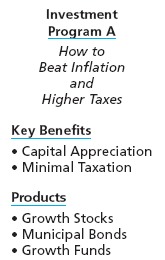 Investment
Program A
How to
Beat Inflation
and
Higher Taxes
Key Benefits
• Capital Appreciation
• Minimal Taxation
Products
• Growth Stocks
• Municipal Bonds
• Growth Funds